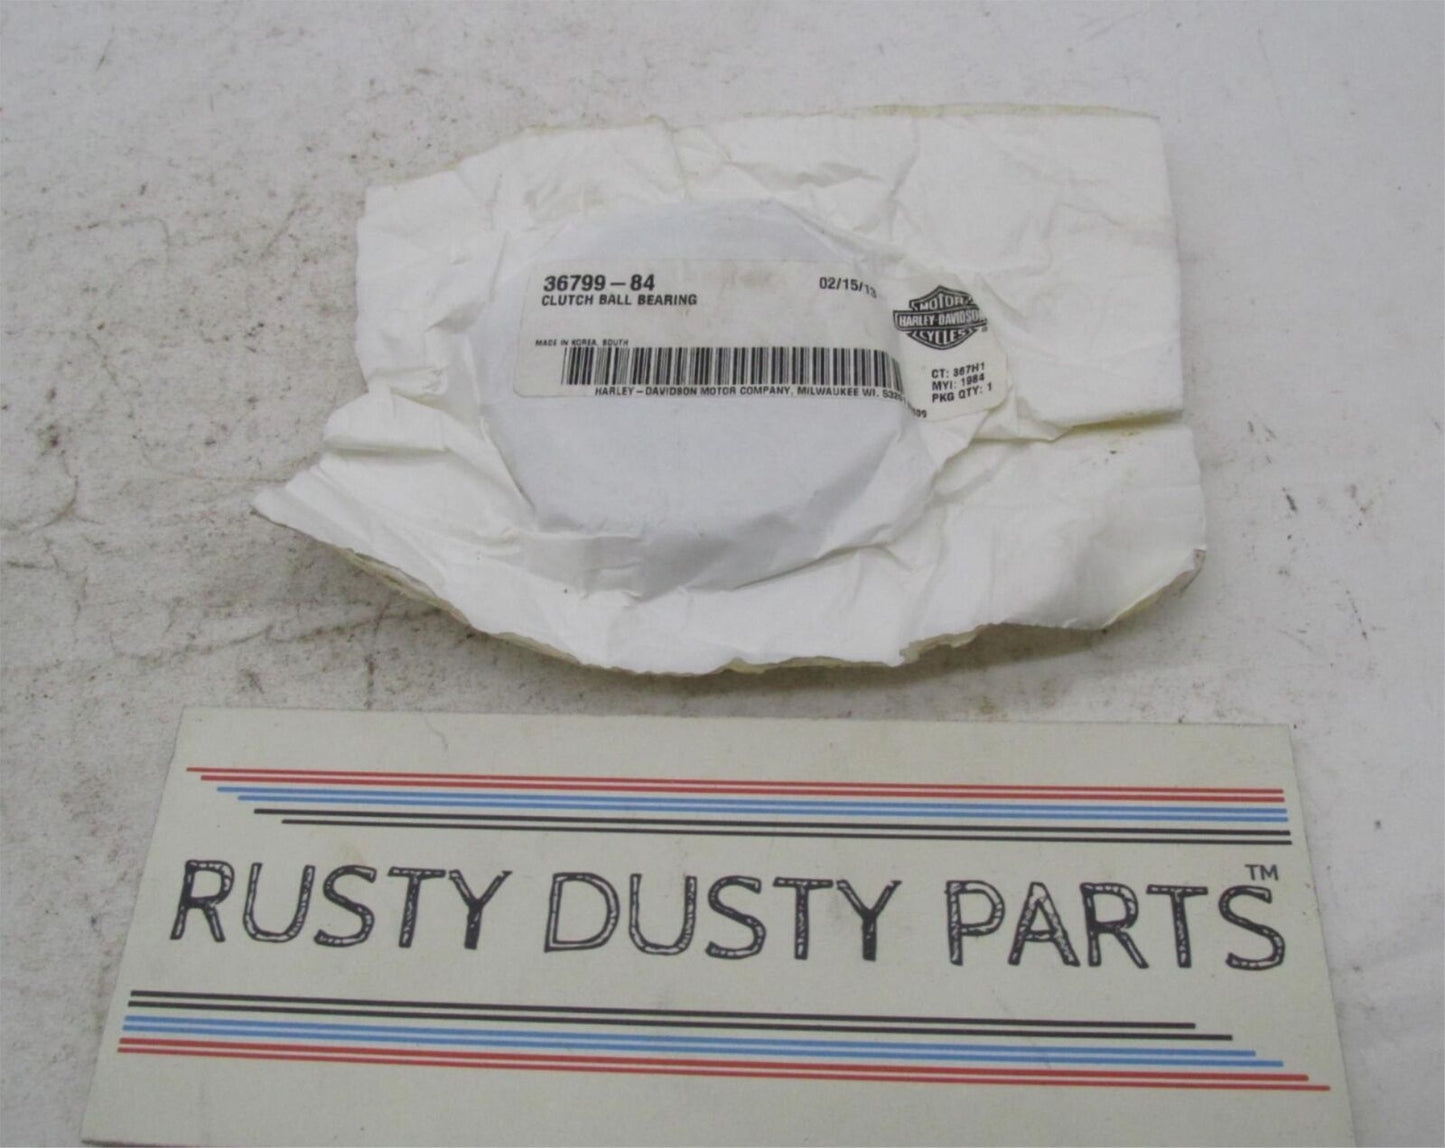 36799-84
02/15/13
CLUTCH BALL BEARING
MADE IN KOREA, SOUTH
HARLEY-DAVIDSON MOTOR COMPANY, MILWAUKEE WI.
MOTOR
HARLEY-DAVIDSON
CYCLES
CT: 367H1
MYI: 1984
PKG QTY: 1
RUSTY DUSTY PARTS™